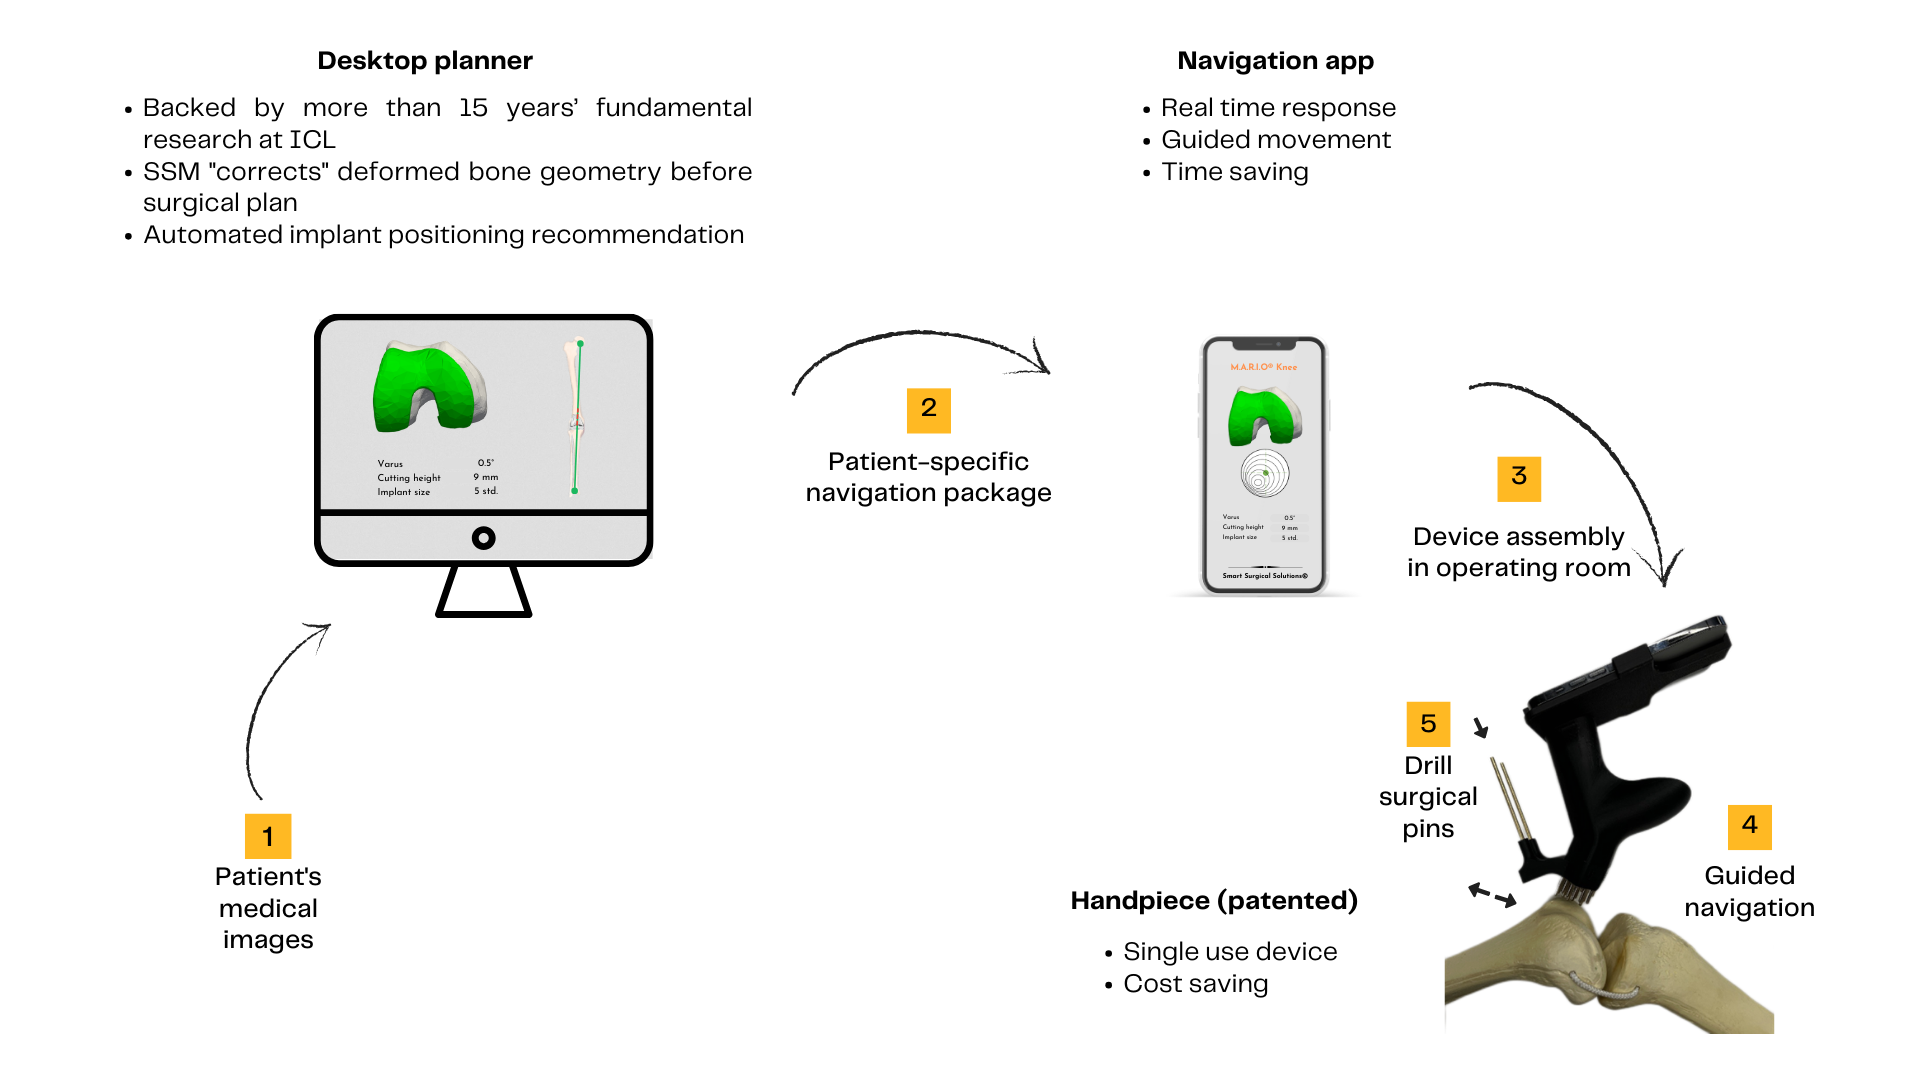 Desktop planner
• Backed by more than 15 years’ fundamental
research at ICL
• SSM "corrects" deformed bone geometry before
surgical plan
• Automated implant positioning recommendation
Navigation app
• Real time response
• Guided movement
• Time saving
Varus 0.5°
Cutting height 9 mm
Implant size 5 std.
2
Patient-specific
navigation package
M.A.R.I.O® Knee
Varus 0.5°
Cutting height 9 mm
Implant size 5 std.
Smart Surgical Solutions©
3
Device assembly
in operating room
1
Patient's
medical
images
5
Drill
surgical
pins
4
Guided
navigation
Handpiece (patented)
• Single use device
• Cost saving